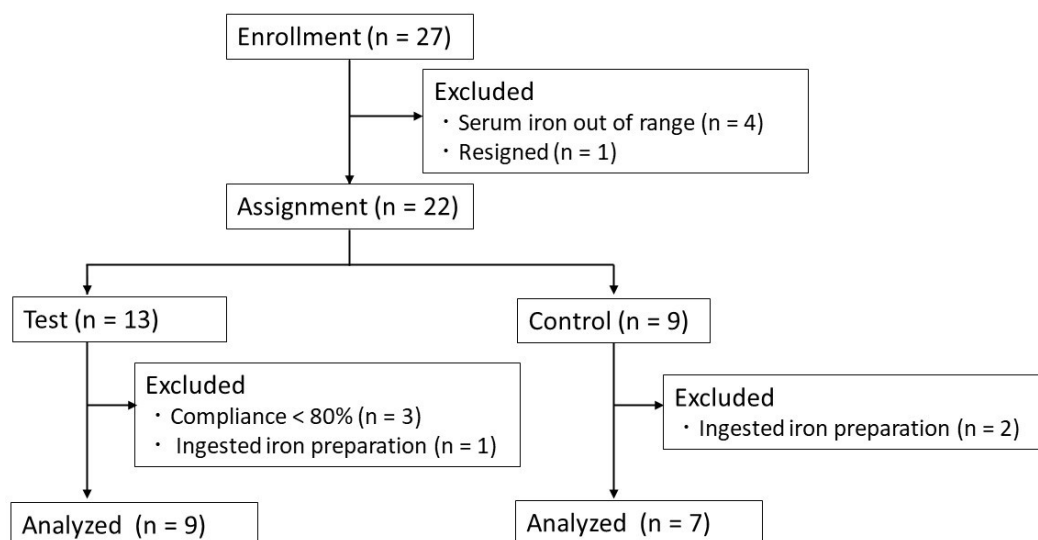 Enrollment (n = 27)
Excluded
・Serum iron out of range (n = 4)
・Resigned (n = 1)
Assignment (n = 22)
Test (n = 13)
Control (n = 9)
Excluded
・Compliance < 80% (n = 3)
・ Ingested iron preparation (n = 1)
Excluded
・Ingested iron preparation (n = 2)
Analyzed (n = 9)
Analyzed (n = 7)